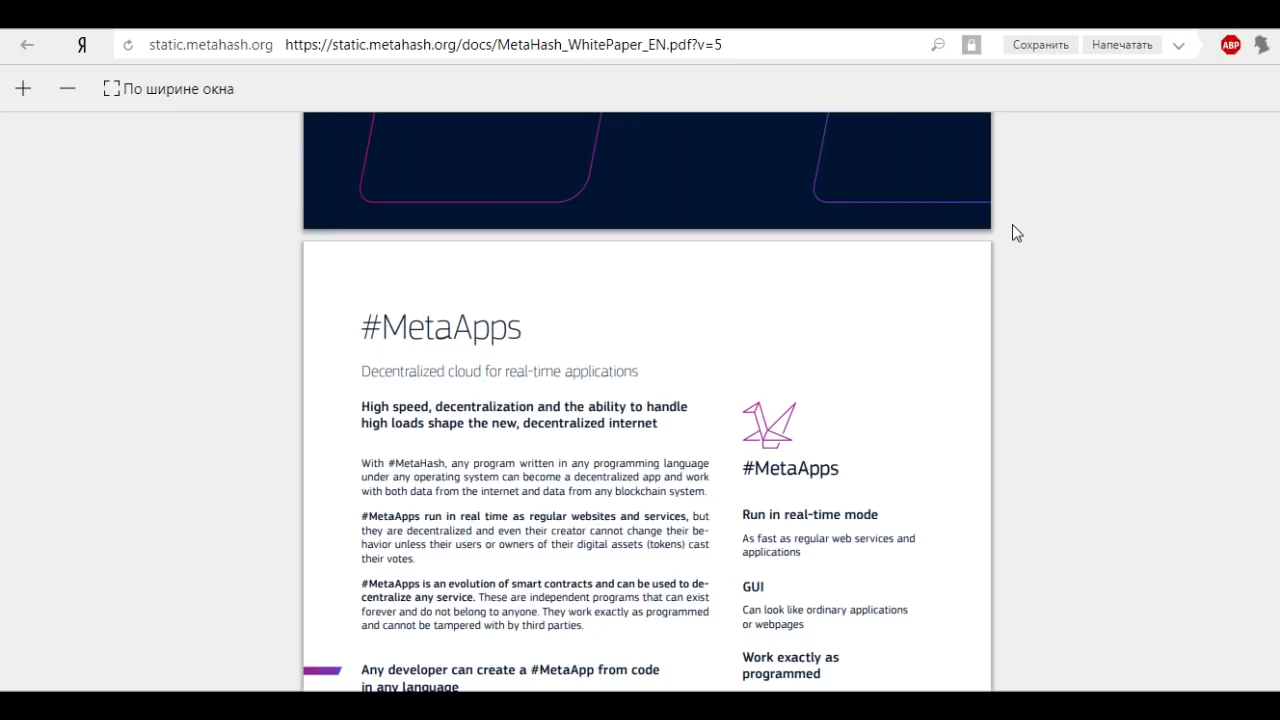 Я
static.metahash.org https://static.metahash.org/docs/MetaHash_WhitePaper_EN.pdf?v=5
Сохранить
Напечатать
ABP
По ширине окна
#MetaApps
Decentralized cloud for real-time applications
High speed, decentralization and the ability to handle
high loads shape the new, decentralized internet
With #MetaHash, any program written in any programming language
under any operating system can become a decentralized app and work
with both data from the internet and data from any blockchain system.
#MetaApps run in real time as regular websites and services, but
they are decentralized and even their creator cannot change their be-
havior unless their users or owners of their digital assets (tokens) cast
their votes.
#MetaApps is an evolution of smart contracts and can be used to de-
centralize any service. These are independent programs that can exist
forever and do not belong to anyone. They work exactly as programmed
and cannot be tampered with by third parties.
Any developer can create a #MetaApp from code
in any language
#MetaApps
Run in real-time mode
As fast as regular web services and
applications
GUI
Can look like ordinary applications
or webpages
Work exactly as
programmed